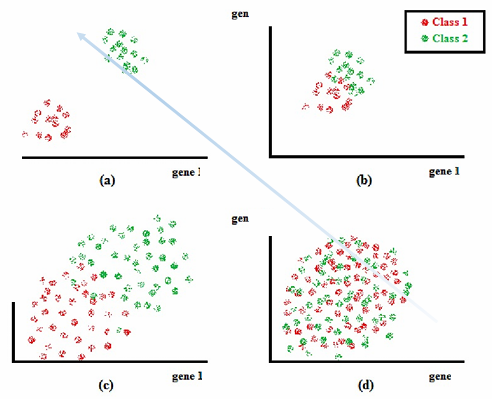 gen
Class 1
Class 2
gene 1
(a)
gene 1
(b)
gen
gene 1
(c)
gene
(d)